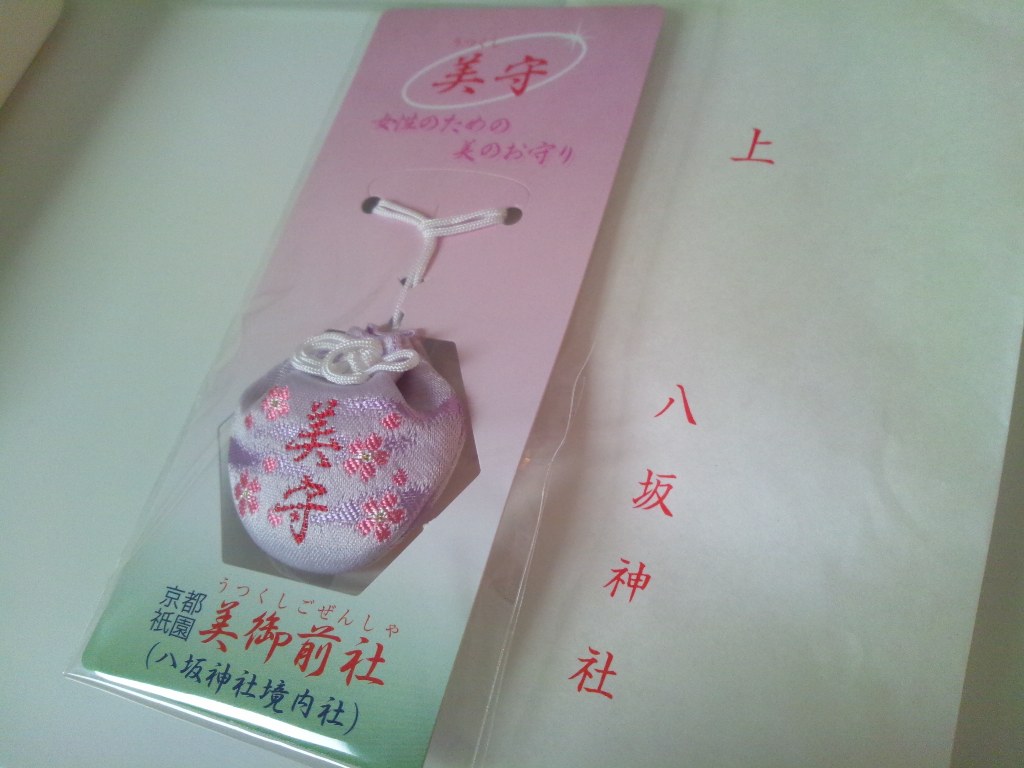 美守
女性のための
美のお守り
美守
京都
祇園
うつくしごぜんしゃ
美御前社
(八坂神社境内社)
上
八坂神社